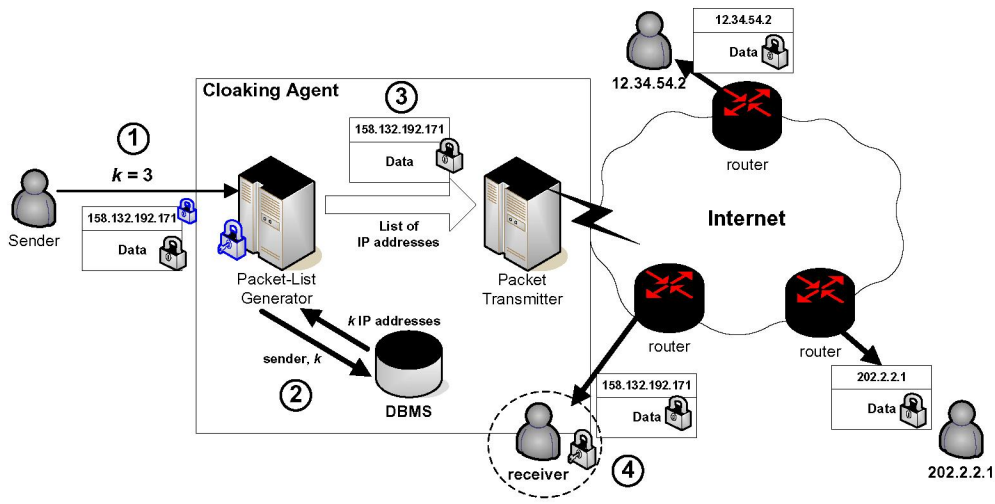 12.34.54.2
Data
12.34.54.2
router
Cloaking Agent
3
1
158.132.192.171
Data
k = 3
Sender
158.132.192.171
Data
List of
IP addresses
Packet-List
Generator
Packet
Transmitter
Internet
k IP addresses
sender, k
2
DBMS
router
router
158.132.192.171
Data
202.2.2.1
Data
receiver
4
202.2.2.1